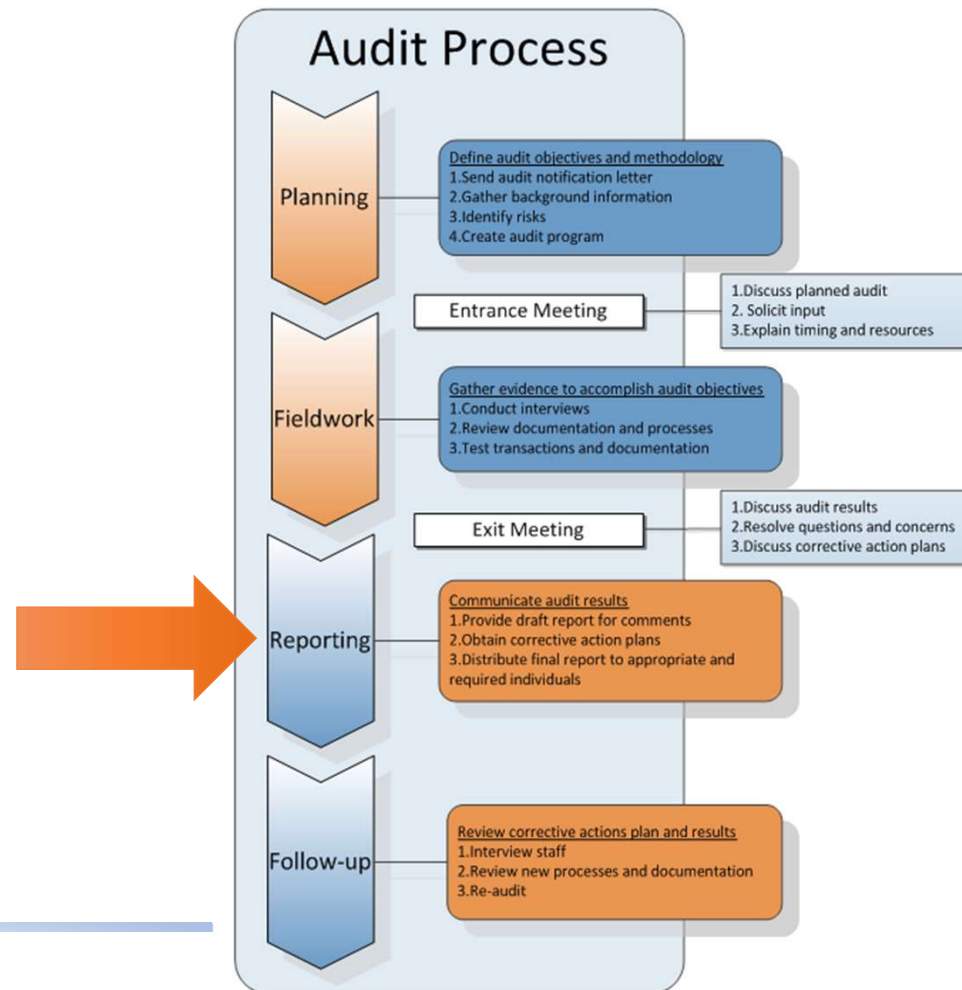 Audit Process
Planning
Define audit objectives and methodology
1.Send audit notification letter
2.Gather background information
3.Identify risks
4.Create audit program
Entrance Meeting
1.Discuss planned audit
2. Solicit input
3.Explain timing and resources
Fieldwork
Gather evidence to accomplish audit objectives
1.Conduct interviews
2.Review documentation and processes
3.Test transactions and documentation
Exit Meeting
1.Discuss audit results
2.Resolve questions and concerns
3.Discuss corrective action plans
Reporting
Communicate audit results
1.Provide draft report for comments
2.Obtain corrective action plans
3.Distribute final report to appropriate and
required individuals
Follow-up
Review corrective actions plan and results
1.Interview staff
2.Review new processes and documentation
3.Re-audit